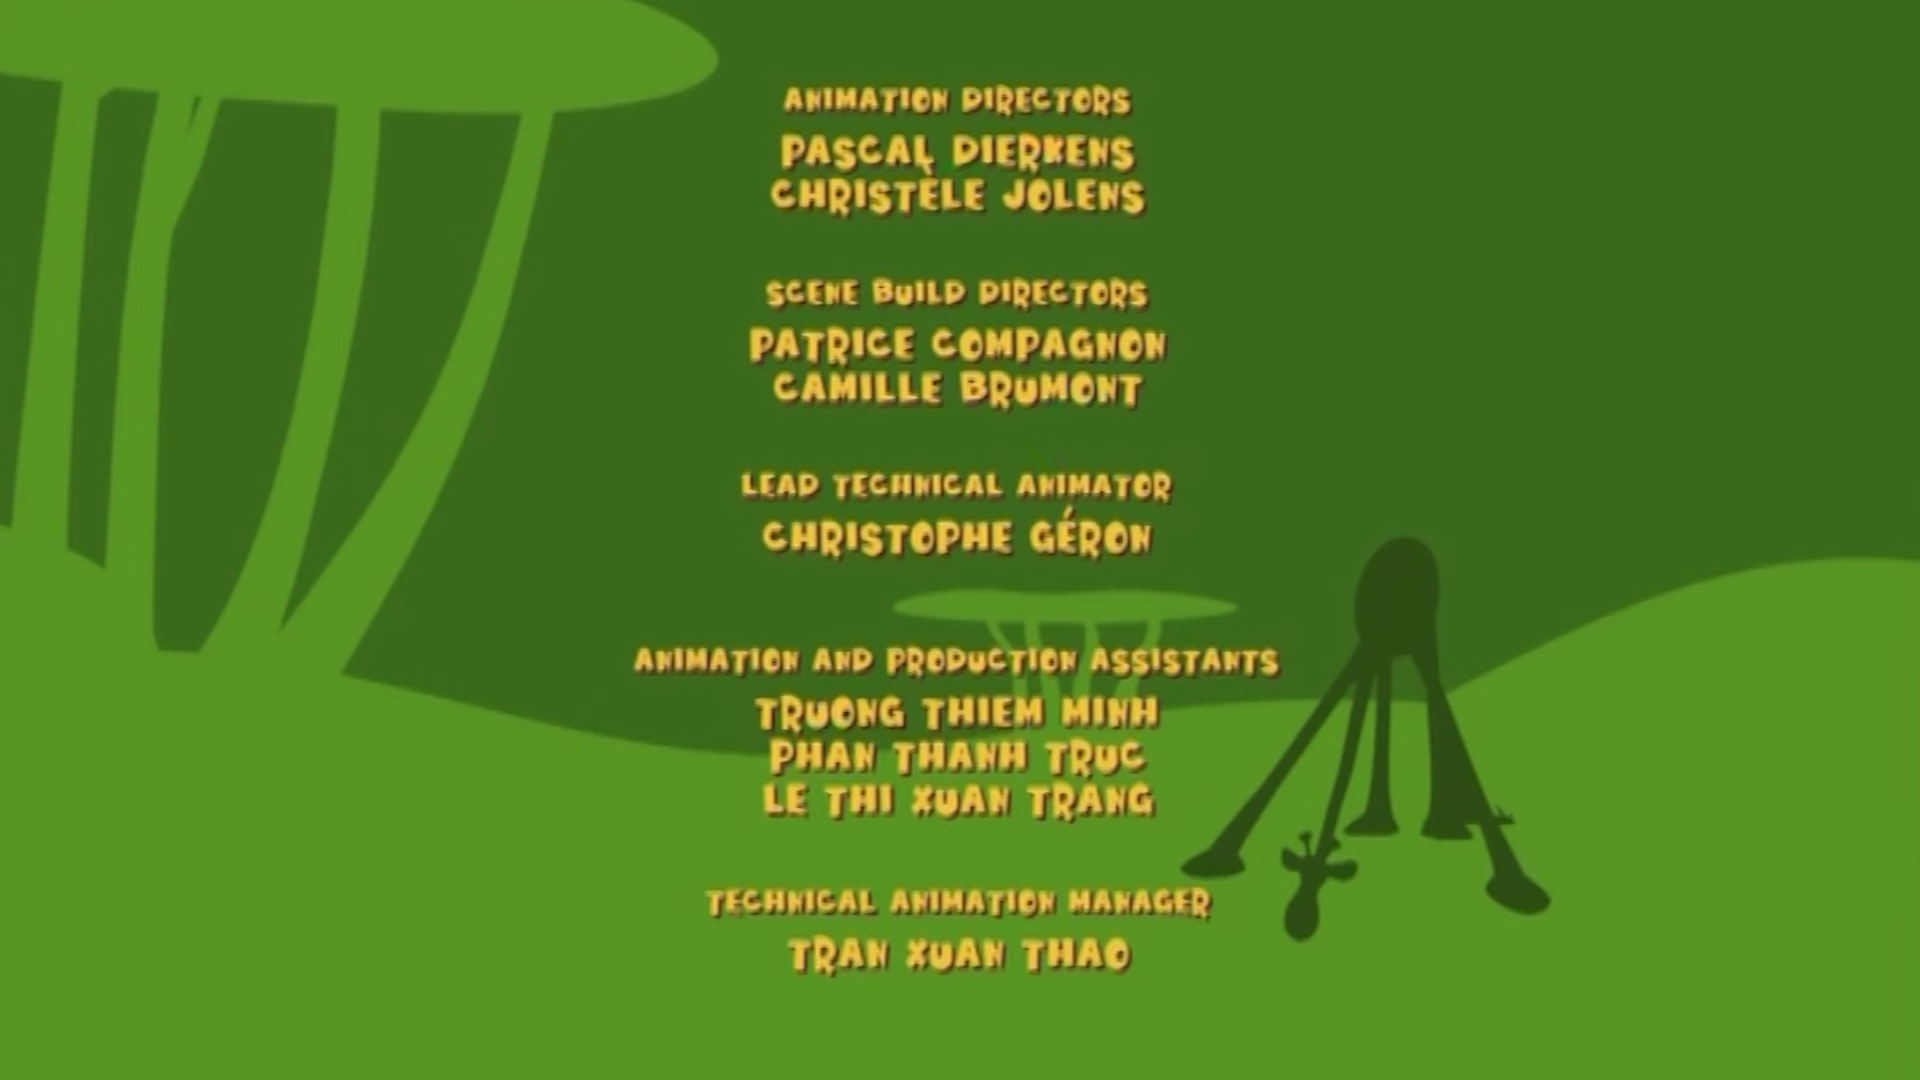 ANIMATION DIRECTORS
PASCAL DIERKENS
CHRISTÈLE JOLENS
SCENE BUILD DIRECTORS
PATRICE COMPAGNON
CAMILLE BRUMONT
LEAD TECHNICAL ANIMATOR
CHRISTOPHE GÉRON
ANIMATION AND PRODUCTION ASSISTANTS
TRUONG THIEM MINH
PHAN THANH TRUC
LE THI XUAN TRANG
TECHNICAL ANIMATION MANAGER
TRAN XUAN THAO